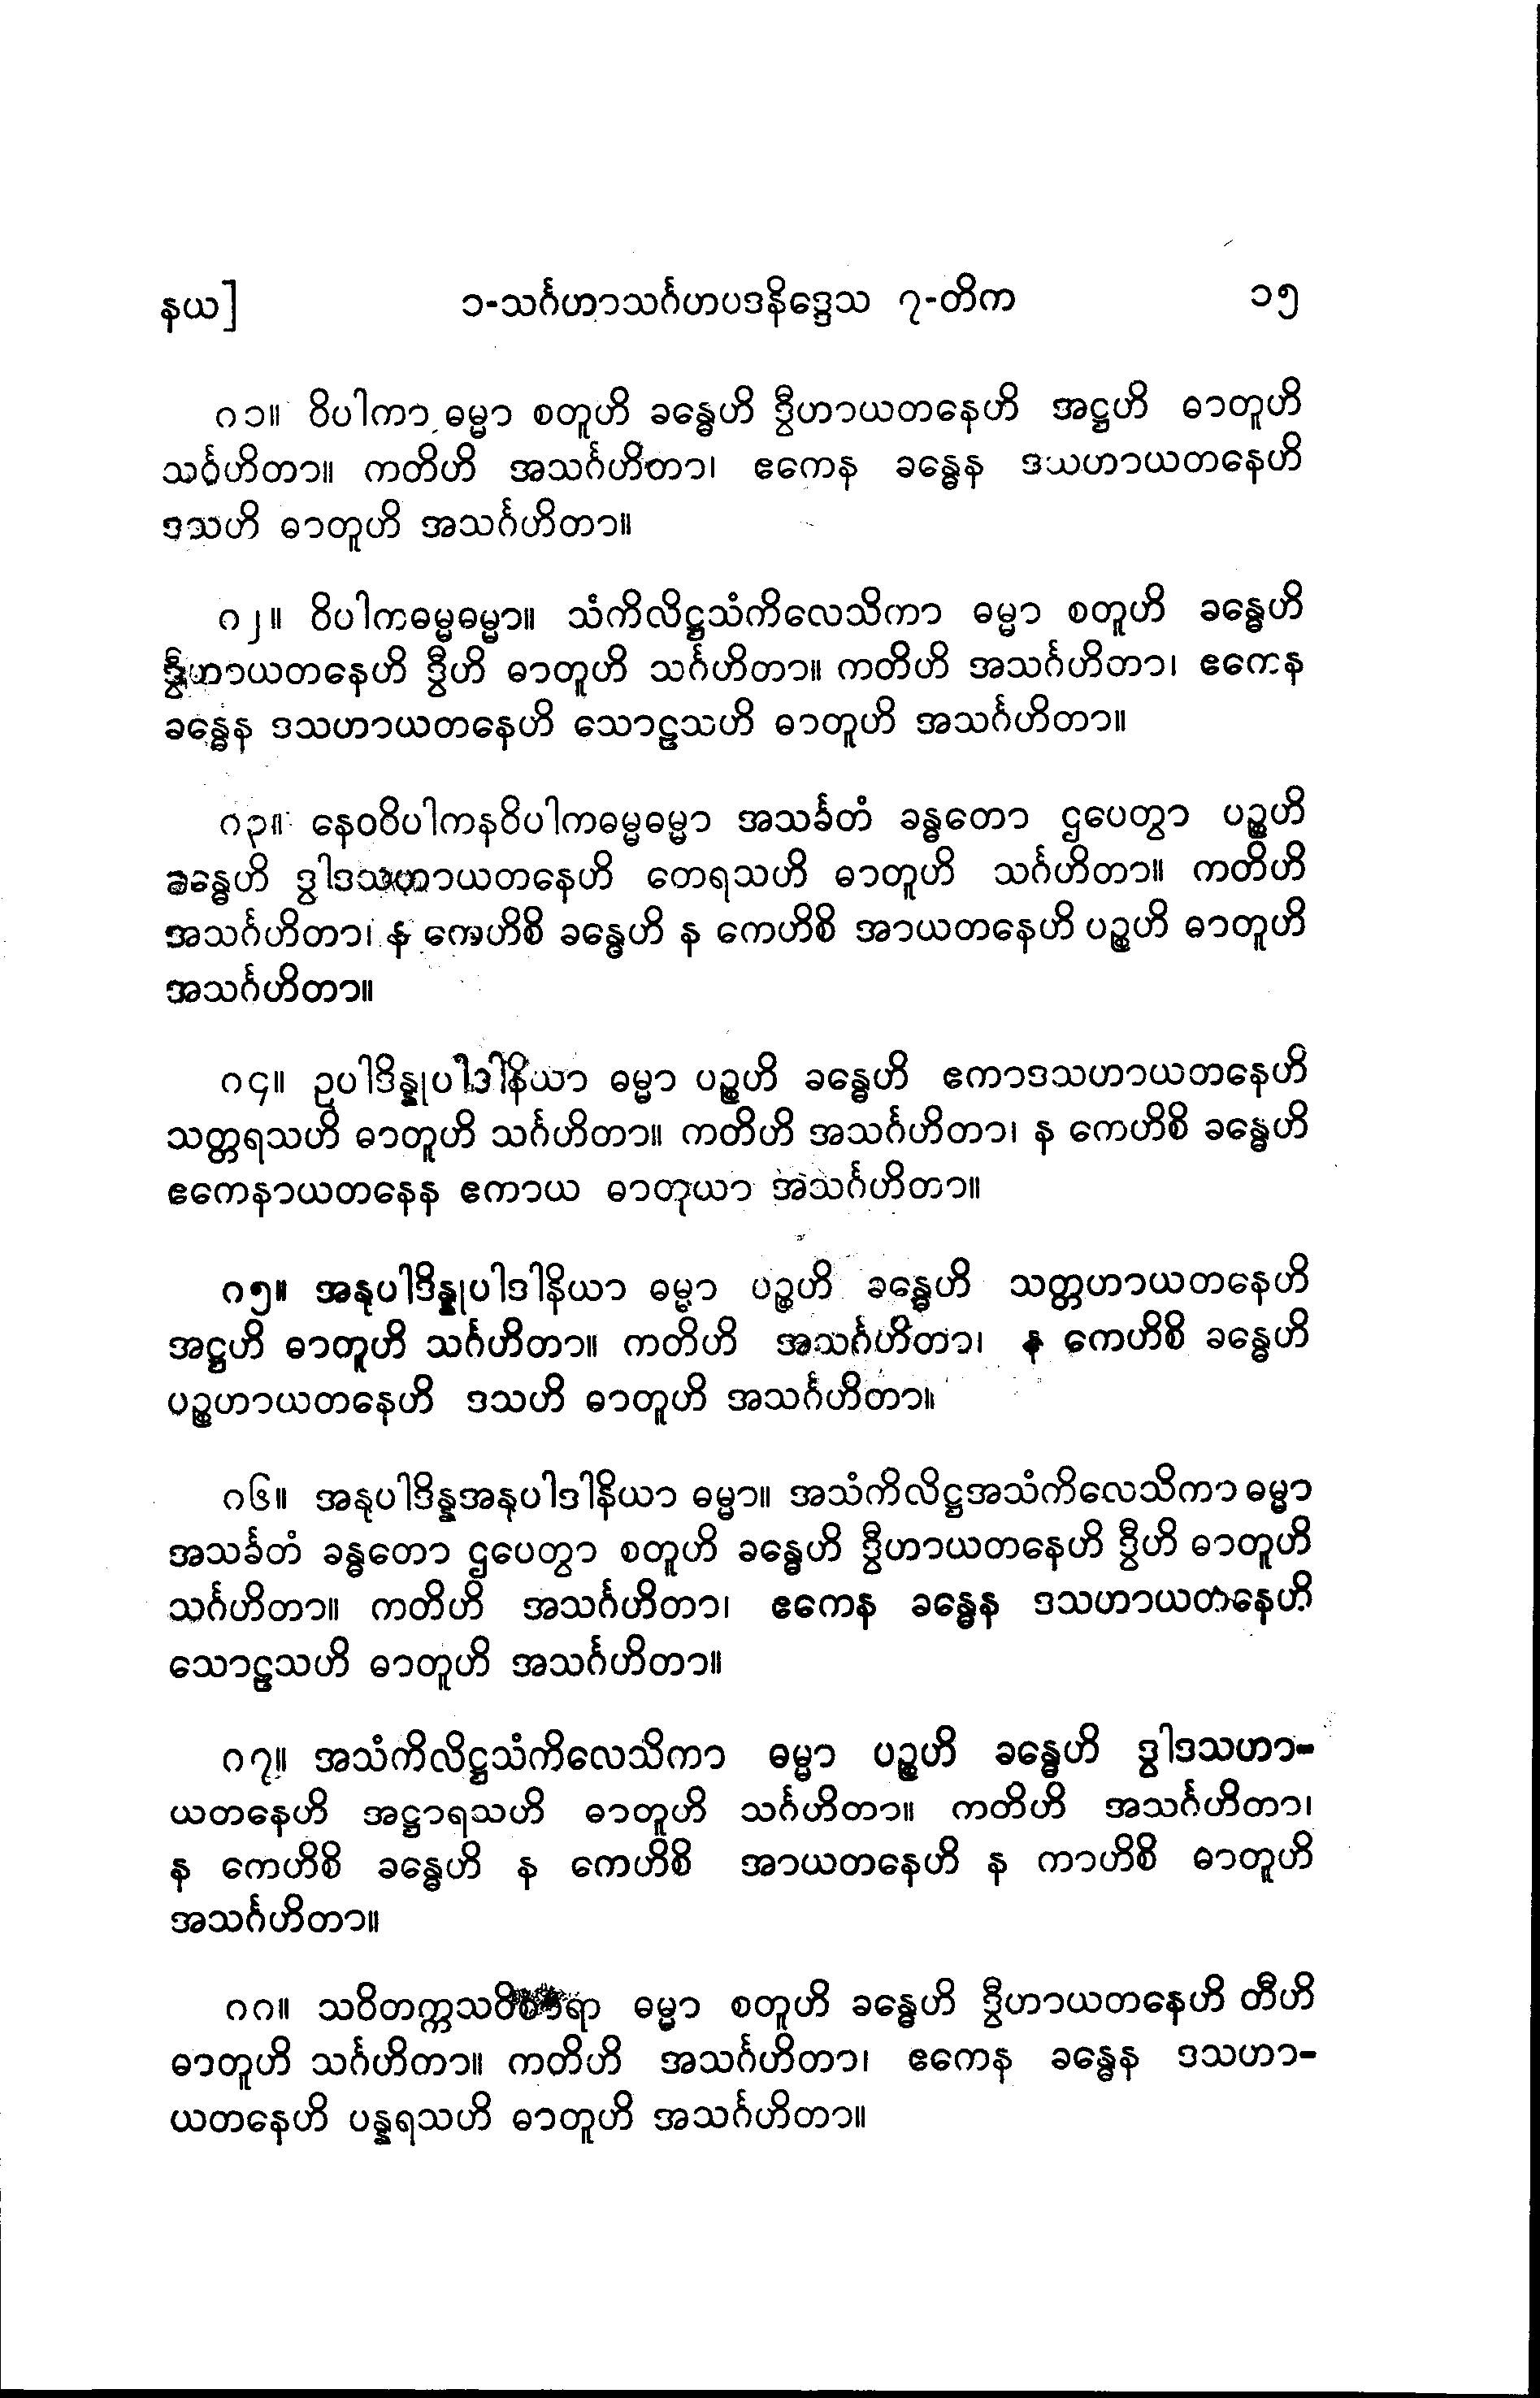 နယ] ၁-သင်္ဂဟာသင်္ဂဟပဒနိဒ္ဒေသ ၇-တိက ၁၅
ဂ၁။ ဝိပါကာ ဓမ္မာ စတူဟိ ခန္ဓေဟိ ဒွီဟာယတနေဟိ အဋ္ဌဟိ ဓာတူဟိ
သင်္ဂဟိတာ။ ကတိဟိ အသင်္ဂဟိတာ၊ ဧကေန ခန္ဓေန ဒသဟာယတနေဟိ
ဒသဟိ ဓာတူဟိ အသင်္ဂဟိတာ။
ဂ၂။ ဝိပါကဓမ္မဓမ္မာ။ သံကိလိဋ္ဌသံကိလေသိကာ ဓမ္မာ စတူဟိ ခန္ဓေဟိ
ဒွီဟာယတနေဟိ ဒွီဟိ ဓာတူဟိ သင်္ဂဟိတာ။ ကတိဟိ အသင်္ဂဟိတာ၊ ဧကေန
ခန္ဓေန ဒသဟာယတနေဟိ သောဠသဟိ ဓာတူဟိ အသင်္ဂဟိတာ။
ဂ၃။ နေဝဝိပါကနဝိပါကဓမ္မဓမ္မာ အသင်္ခတံ ခန္ဓတော ဌပေတွာ ပဉ္စဟိ
ခန္ဓေဟိ ဒွါဒသဟာယတနေဟိ တေရသဟိ ဓာတူဟိ သင်္ဂဟိတာ။ ကတိဟိ
အသင်္ဂဟိတာ၊ န ကေဟိစိ ခန္ဓေဟိ န ကေဟိစိ အာယတနေဟိ ပဉ္စဟိ ဓာတူဟိ
အသင်္ဂဟိတာ။
ဂ၄။ ဥပါဒိန္နုပါဒါနိယာ ဓမ္မာ ပဉ္စဟိ ခန္ဓေဟိ ဧကာဒသဟာယတနေဟိ
သတ္တရသဟိ ဓာတူဟိ သင်္ဂဟိတာ။ ကတိဟိ အသင်္ဂဟိတာ၊ န ကေဟိစိ ခန္ဓေဟိ
ဧကေနာယတနေန ဧကာယ ဓာတုယာ အသင်္ဂဟိတာ။
ဂ၅။ အနုပါဒိန္နုပါဒါနိယာ ဓမ္မာ ပဉ္စဟိ ခန္ဓေဟိ သတ္တဟာယတနေဟိ
အဋ္ဌဟိ ဓာတူဟိ သင်္ဂဟိတာ။ ကတိဟိ အသင်္ဂဟိတာ၊ န ကေဟိစိ ခန္ဓေဟိ
ပဉ္စဟာယတနေဟိ ဒသဟိ ဓာတူဟိ အသင်္ဂဟိတာ။
ဂ၆။ အနုပါဒိန္နအနုပါဒါနိယာ ဓမ္မာ။ အသံကိလိဋ္ဌအသံကိလေသိကာ ဓမ္မာ
အသင်္ခတံ ခန္ဓတော ဌပေတွာ စတူဟိ ခန္ဓေဟိ ဒွီဟာယတနေဟိ ဒွီဟိ ဓာတူဟိ
သင်္ဂဟိတာ။ ကတိဟိ အသင်္ဂဟိတာ၊ ဧကေန ခန္ဓေန ဒသဟာယတနေဟိ
သောဠသဟိ ဓာတူဟိ အသင်္ဂဟိတာ။
ဂ၇။ အသံကိလိဋ္ဌသံကိလေသိကာ ဓမ္မာ ပဉ္စဟိ ခန္ဓေဟိ ဒွါဒသဟာ-
ယတနေဟိ အဋ္ဌာရသဟိ ဓာတူဟိ သင်္ဂဟိတာ။ ကတိဟိ အသင်္ဂဟိတာ၊
န ကေဟိစိ ခန္ဓေဟိ န ကေဟိစိ အာယတနေဟိ န ကာဟိစိ ဓာတူဟိ
အသင်္ဂဟိတာ။
ဂဂ။ သဝိတက္ကသဝိစာရာ ဓမ္မာ စတူဟိ ခန္ဓေဟိ ဒွီဟာယတနေဟိ တီဟိ
ဓာတူဟိ သင်္ဂဟိတာ။ ကတိဟိ အသင်္ဂဟိတာ၊ ဧကေန ခန္ဓေန ဒသဟာ-
ယတနေဟိ ပန္နရသဟိ ဓာတူဟိ အသင်္ဂဟိတာ။